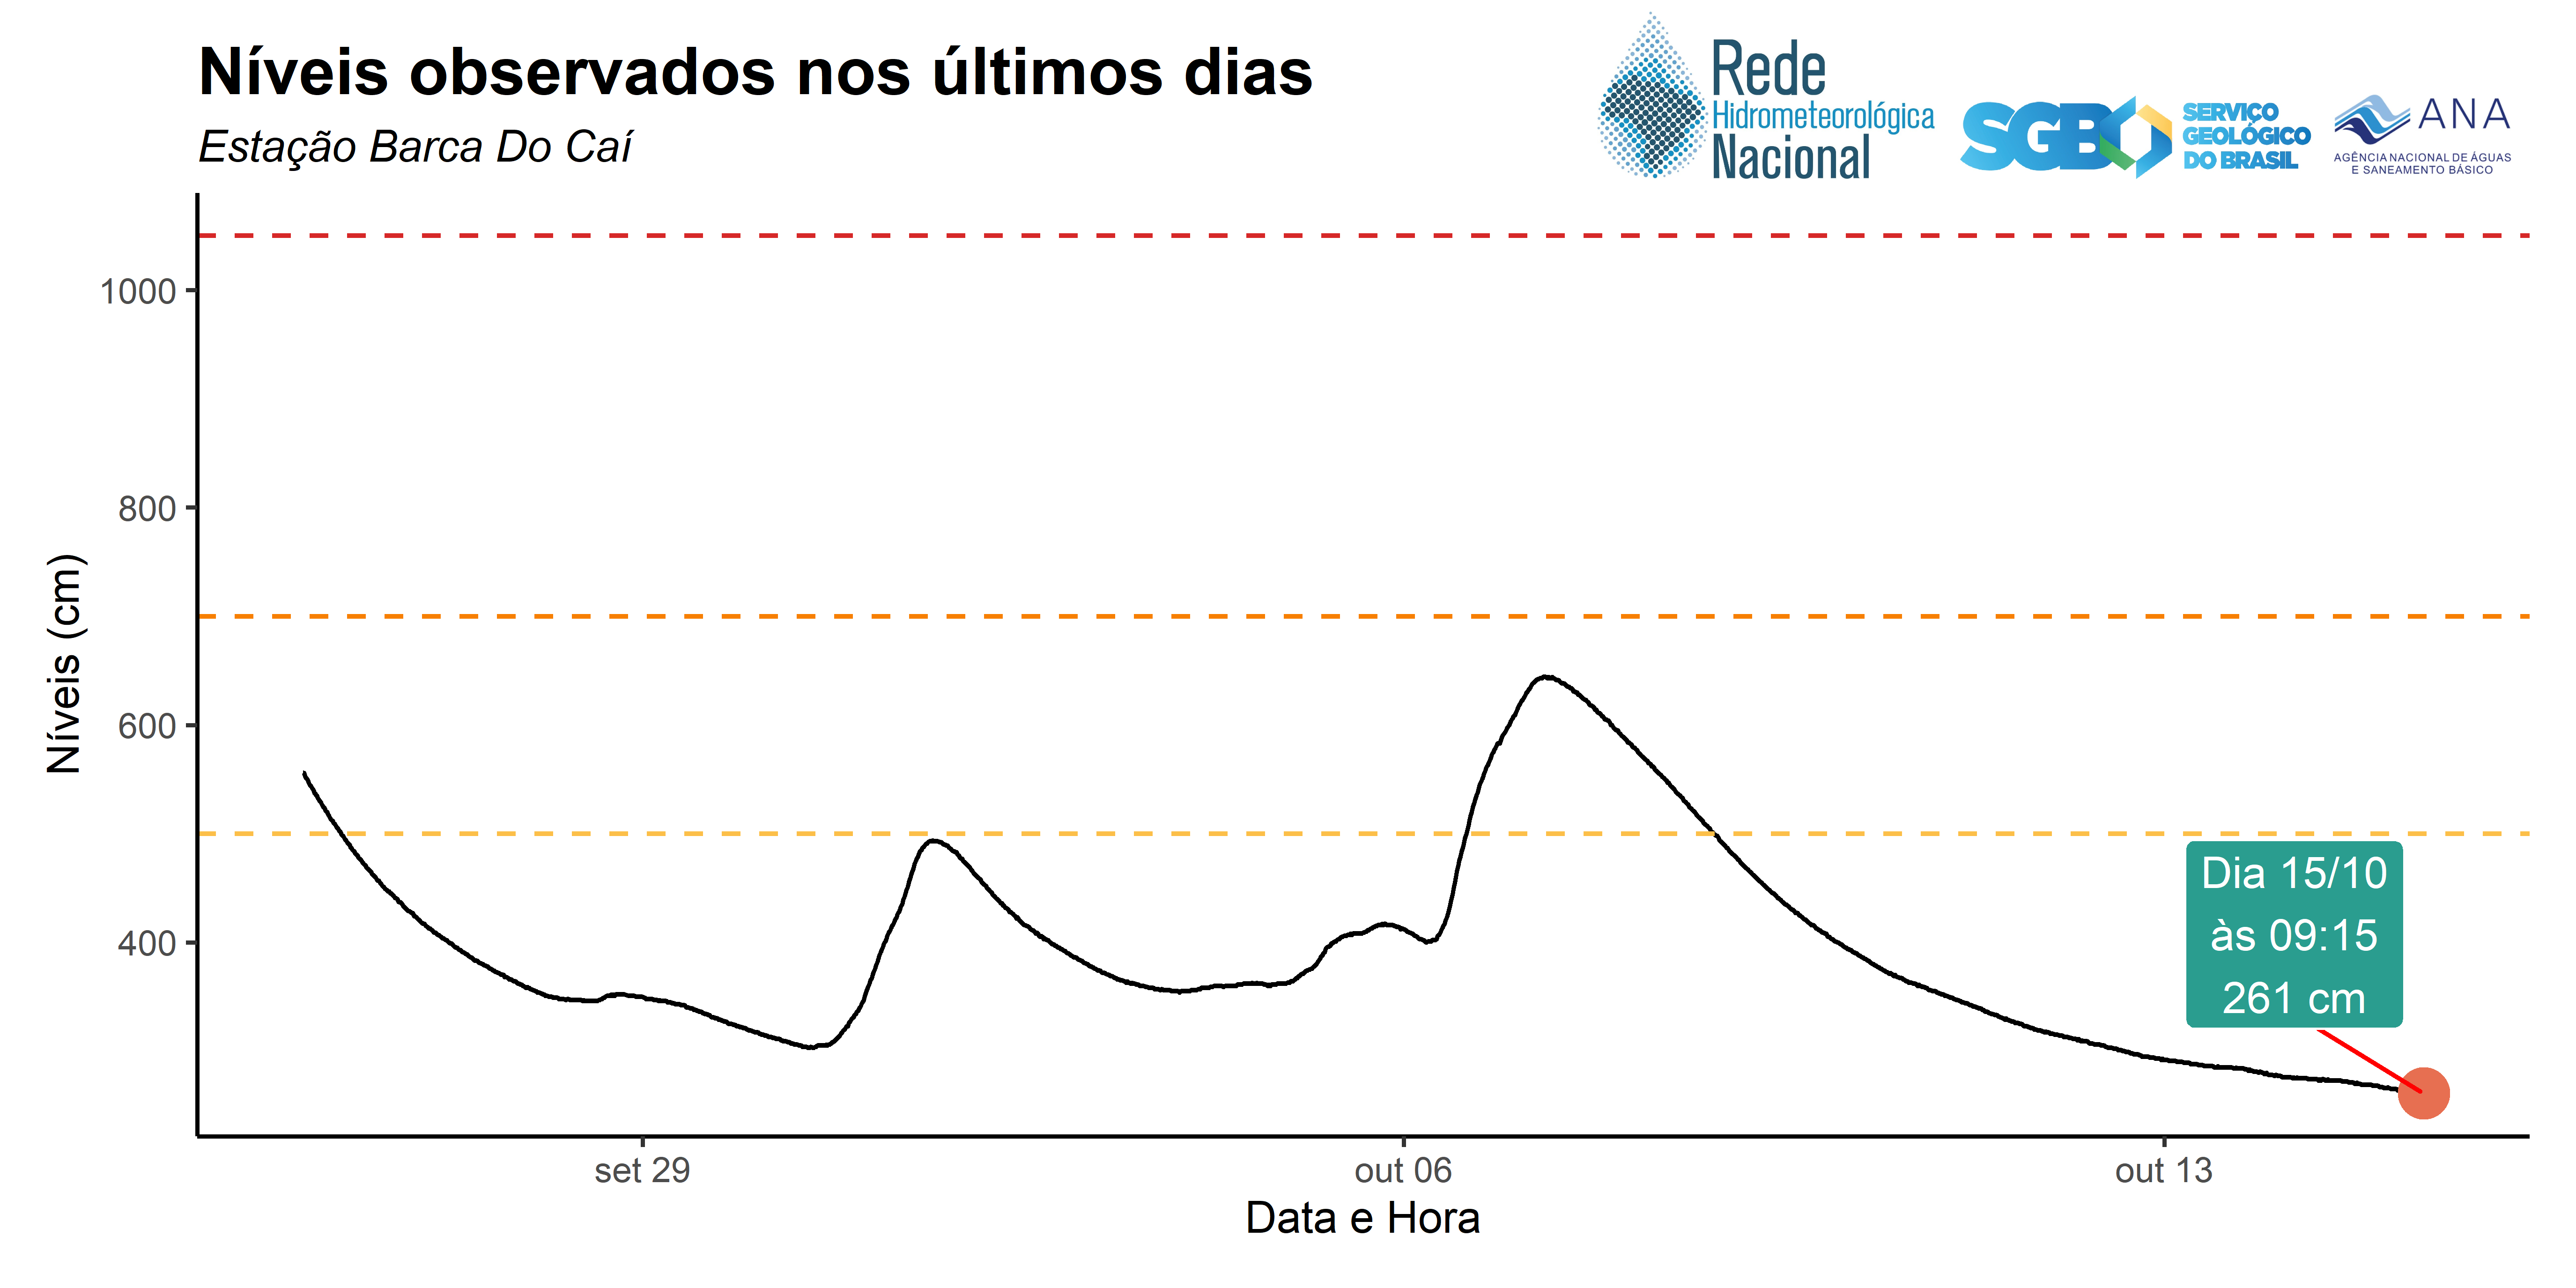 Níveis observados nos últimos dias
Estação Barca Do Caí
Rede
Hidrometeorológica
Nacional
SGB
SERVIÇO
GEOLÓGICO
DO BRASIL
ANA
AGÊNCIA NACIONAL DE ÁGUAS
E SANEAMENTO BÁSICO
Níveis (cm)
1000
800
600
400
Dia 15/10
às 09:15
261 cm
set 29
out 06
out 13
Data e Hora